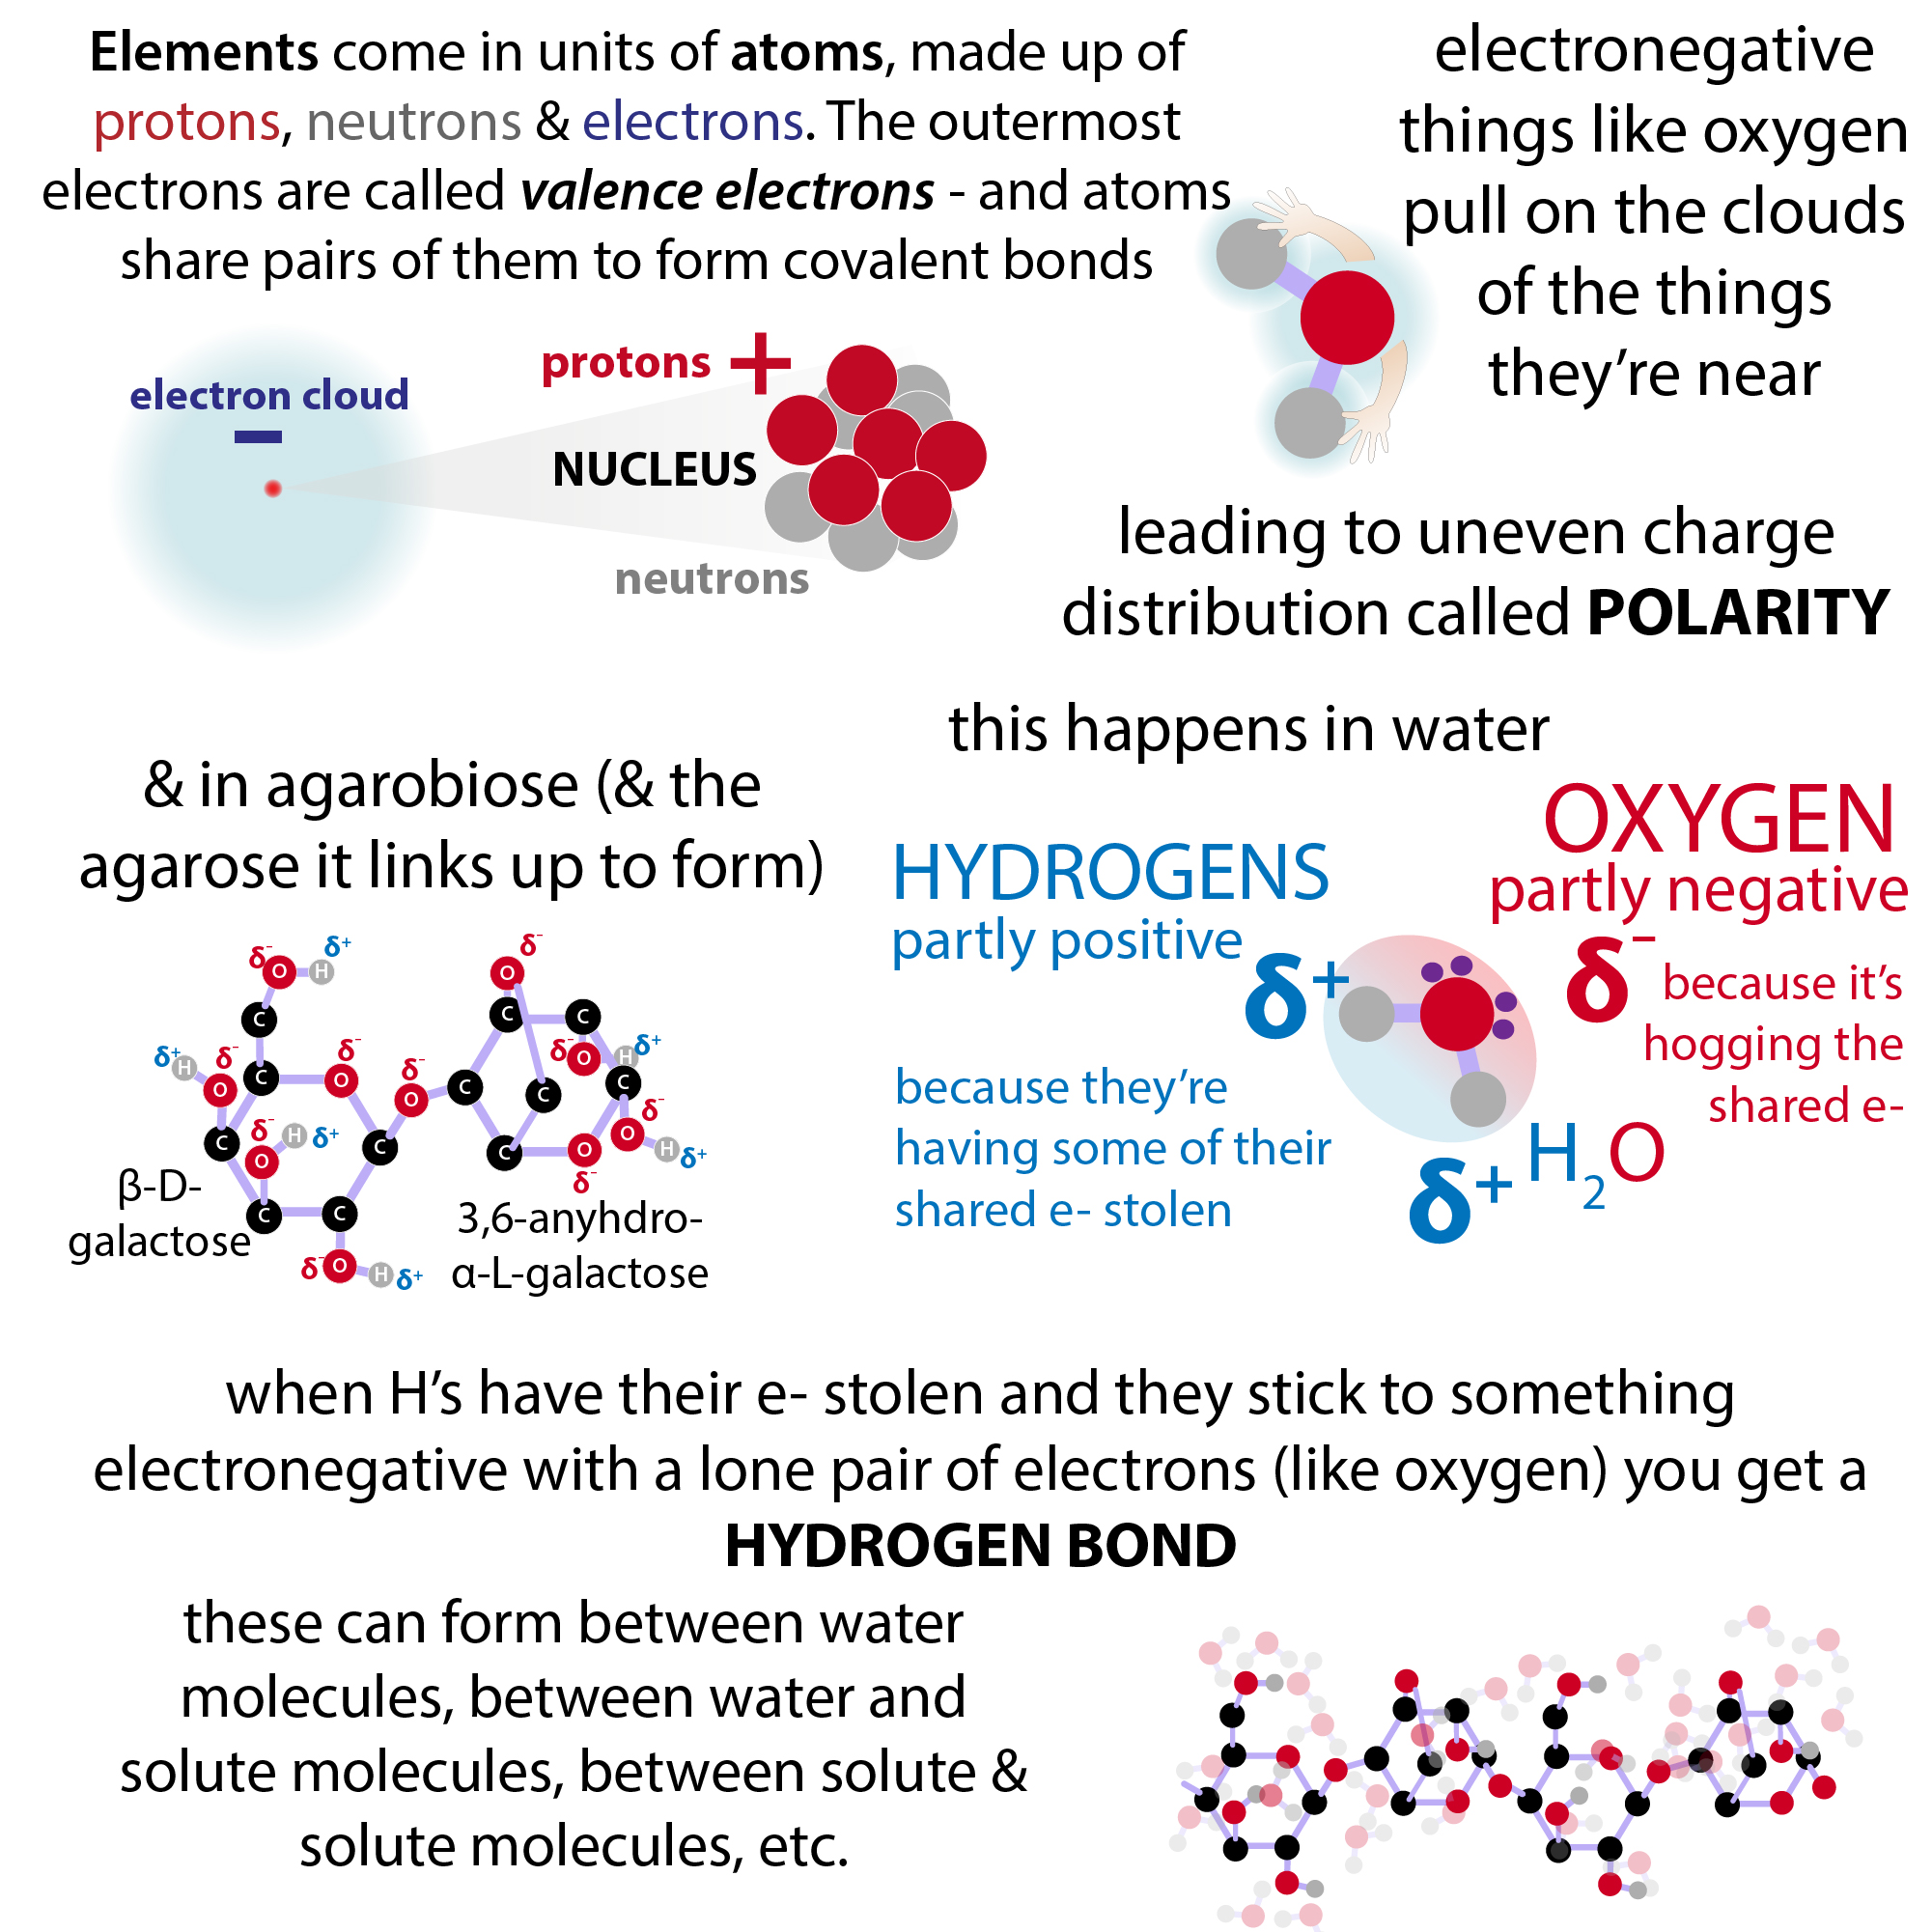 Elements come in units of atoms, made up of
protons, neutrons & electrons. The outermost
electrons are called valence electrons - and atoms
share pairs of them to form covalent bonds
electron cloud
−
protons +
NUCLEUS
neutrons
electronegative
things like oxygen
pull on the clouds
of the things
they're near
leading to uneven charge
distribution called POLARITY
this happens in water
HYDROGENS
partly positive
δ+
because they're
having some of their
shared e- stolen
OXYGEN
partly negative
δ−
because it's
hogging the
shared e-
δ+
H₂O
& in agarobiose (& the
agarose it links up to form)
δ− O H δ+
δ− O
C C C
δ+ H δ− O C δ− O δ− O C δ− O H δ+ C
C
C δ− O H δ+ C C O δ− O δ− H δ+
C C
δ− O H δ+
β-D-
galactose
3,6-anyhdro-
α-L-galactose
when H's have their e- stolen and they stick to something
electronegative with a lone pair of electrons (like oxygen) you get a
HYDROGEN BOND
these can form between water
molecules, between water and
solute molecules, between solute &
solute molecules, etc.